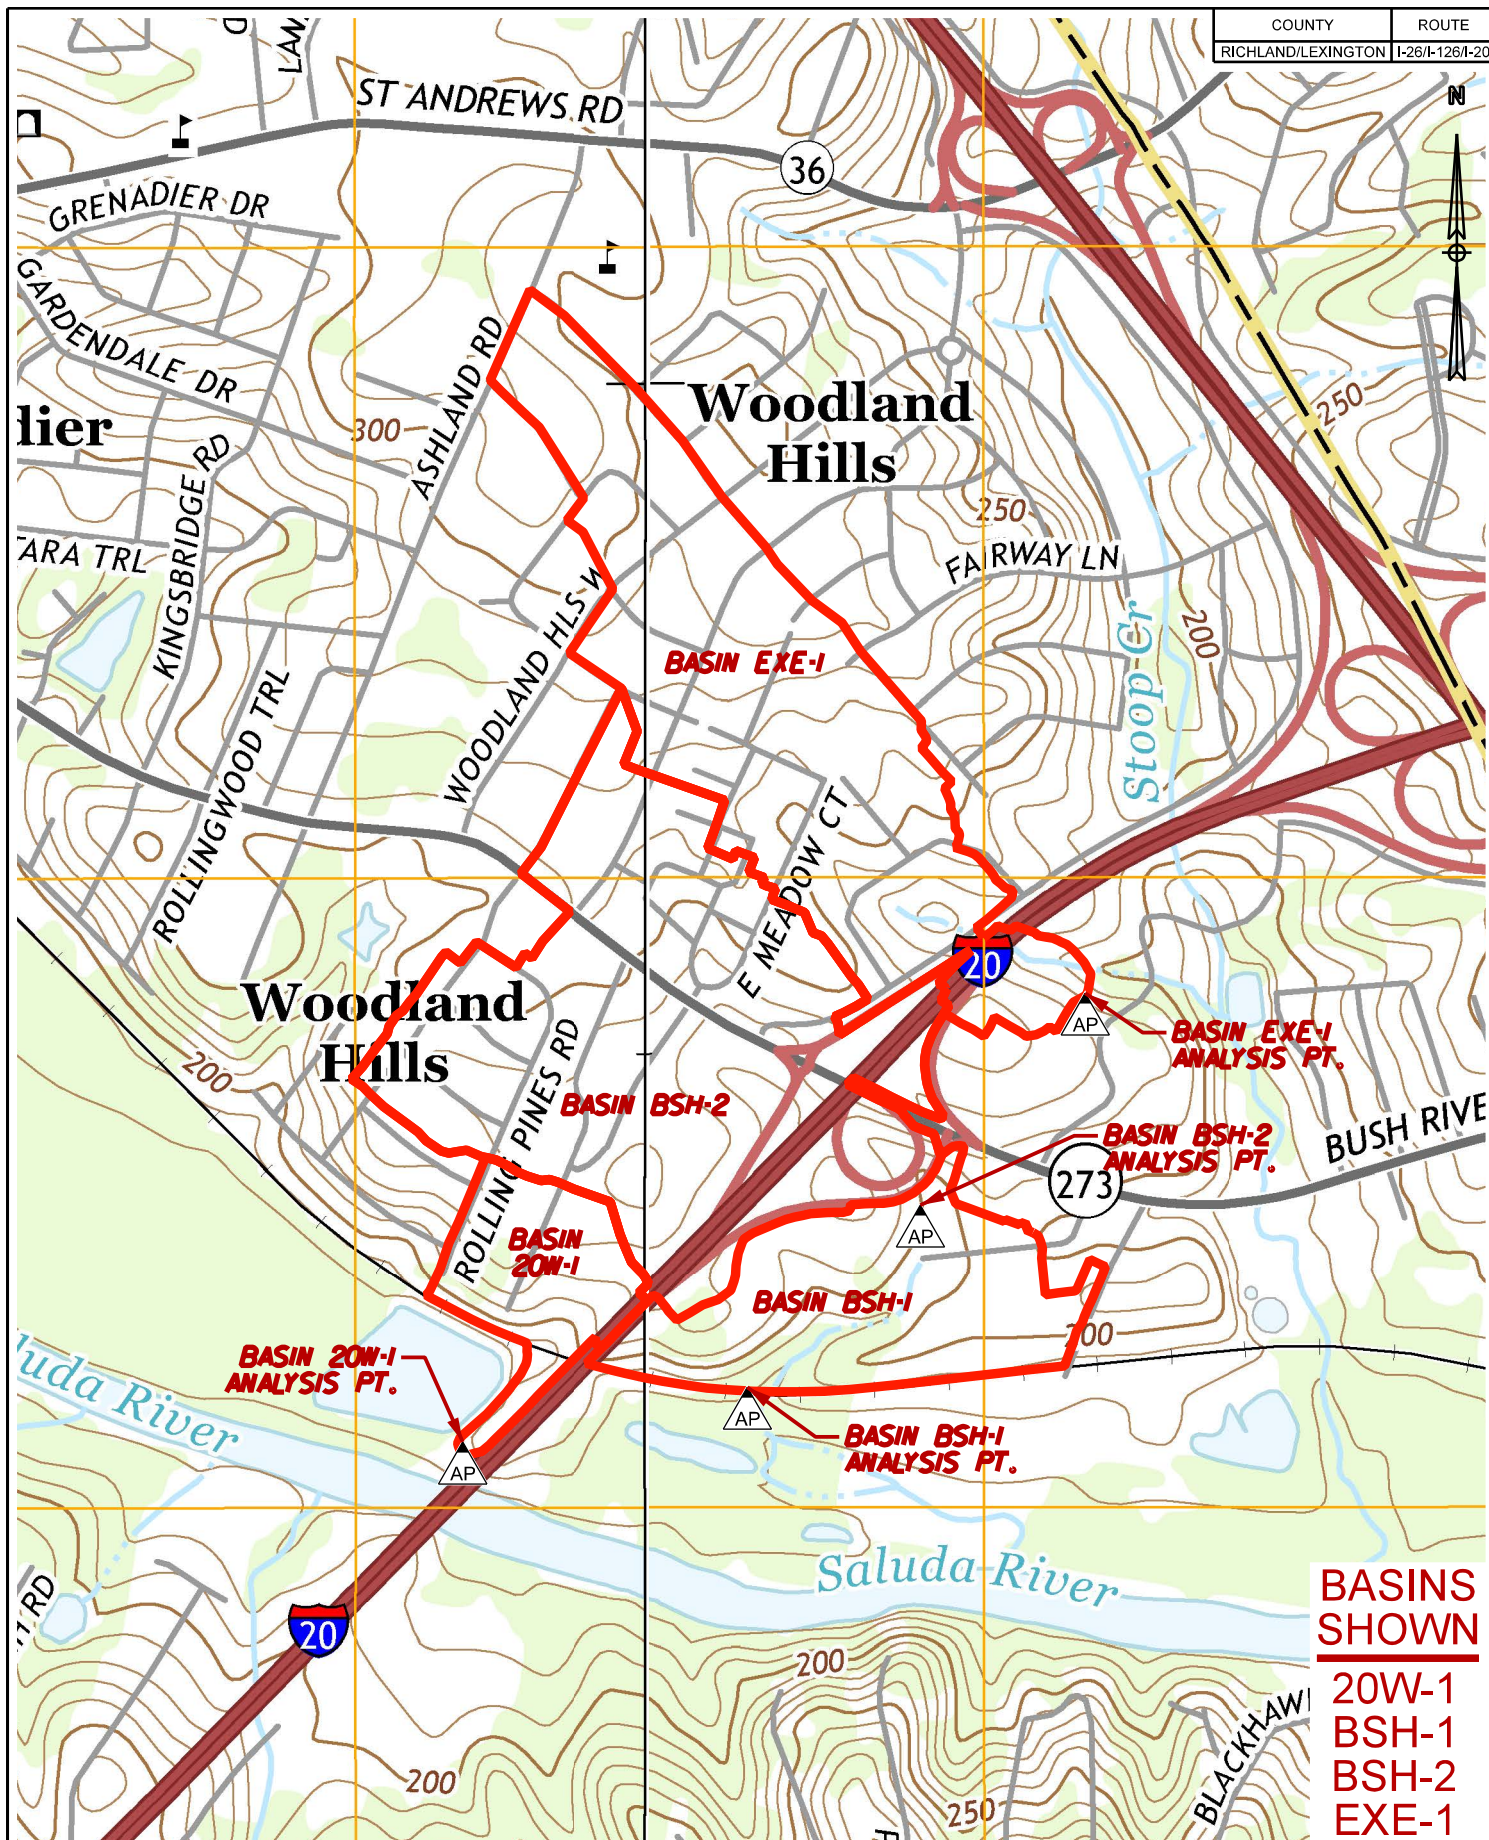 COUNTY ROUTE
RICHLAND/LEXINGTON I-26/I-126/I-20
N
ST ANDREWS RD
36
GRENADIER DR
GARDENDALE DR
ASHLAND RD
Woodland
Hills
dier
300
250
KINGSBRIDGE RD
250
TARA TRL
FAIRWAY LN
WOODLAND HLS W
Stoop Cr
200
BASIN EXE-1
ROLLINGWOOD TRL
E MEADOW CT
20
Woodland
Hills
200
AP
BASIN EXE-1
ANALYSIS PT.
ROLLING PINES RD
BASIN BSH-2
BASIN BSH-2
ANALYSIS PT.
BUSH RIVE
273
AP
BASIN
20W-1
BASIN BSH-1
200
BASIN 20W-1
ANALYSIS PT.
luda River
AP
BASIN BSH-1
ANALYSIS PT.
AP
Saluda River
H RD
20
200
200
250
BLACKHAW
BASINS
SHOWN
20W-1
BSH-1
BSH-2
EXE-1